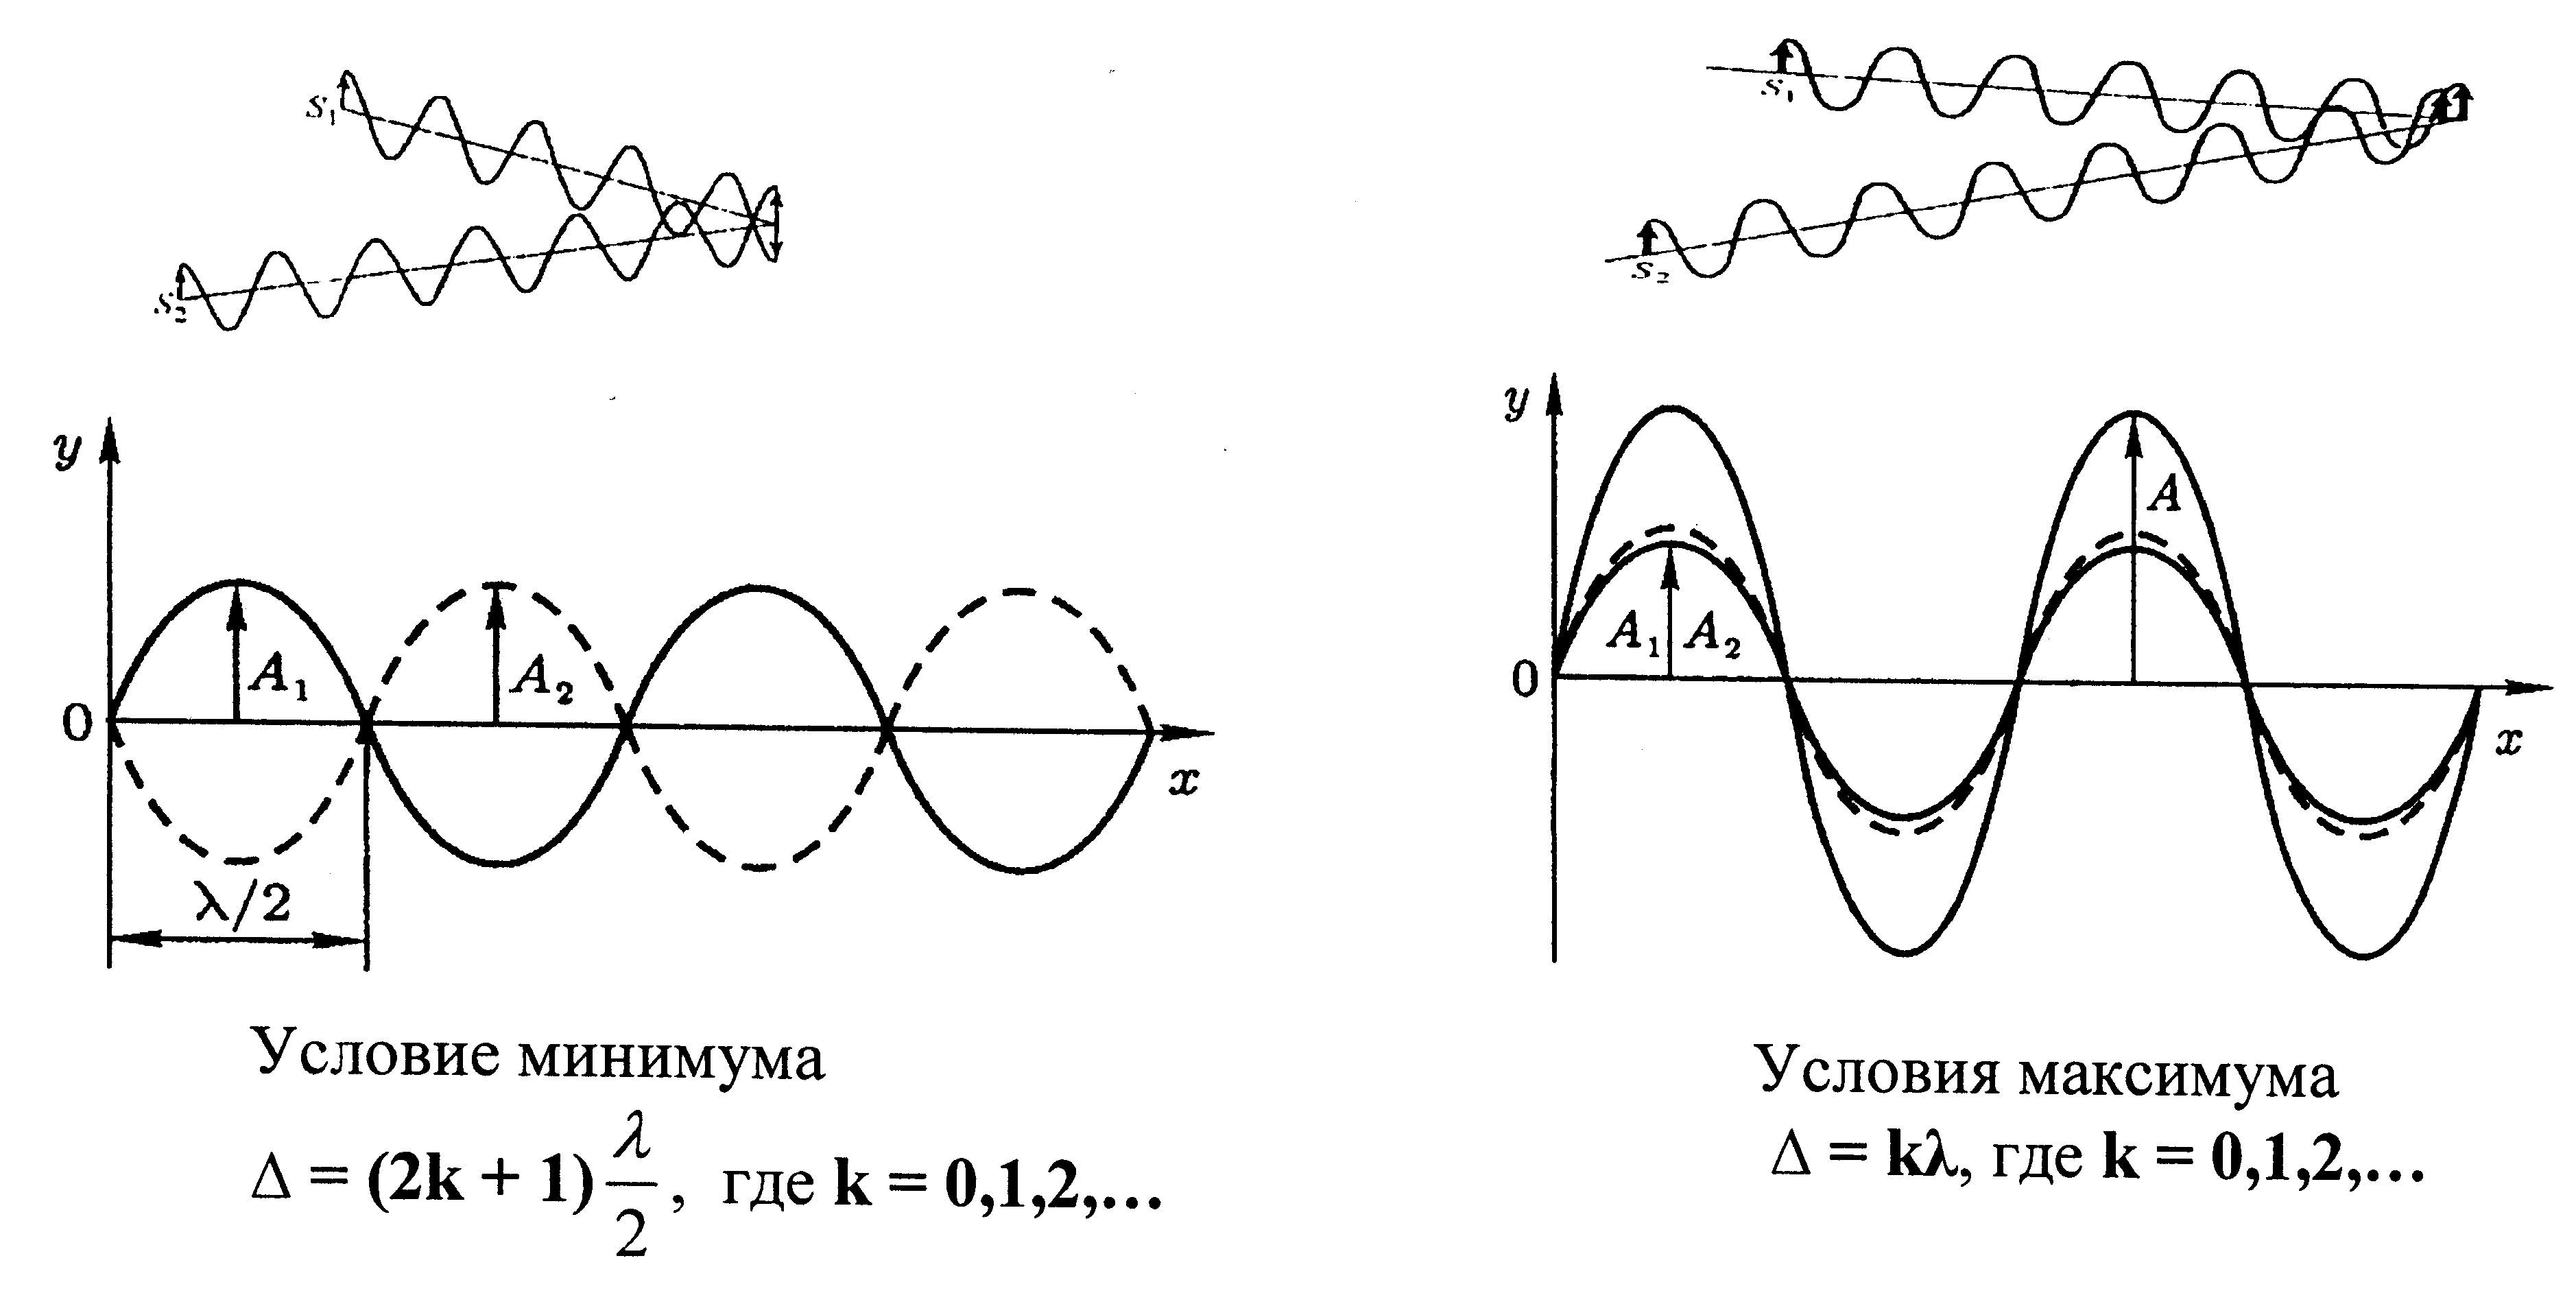 S₁
S₂
y
A₁
A₂
0
x
λ/2
Условие минимума
Δ = (2k + 1) λ/2, где k = 0,1,2,...
S₁
S₂
y
A
A₁ A₂
0
x
Условия максимума
Δ = kλ, где k = 0,1,2,...